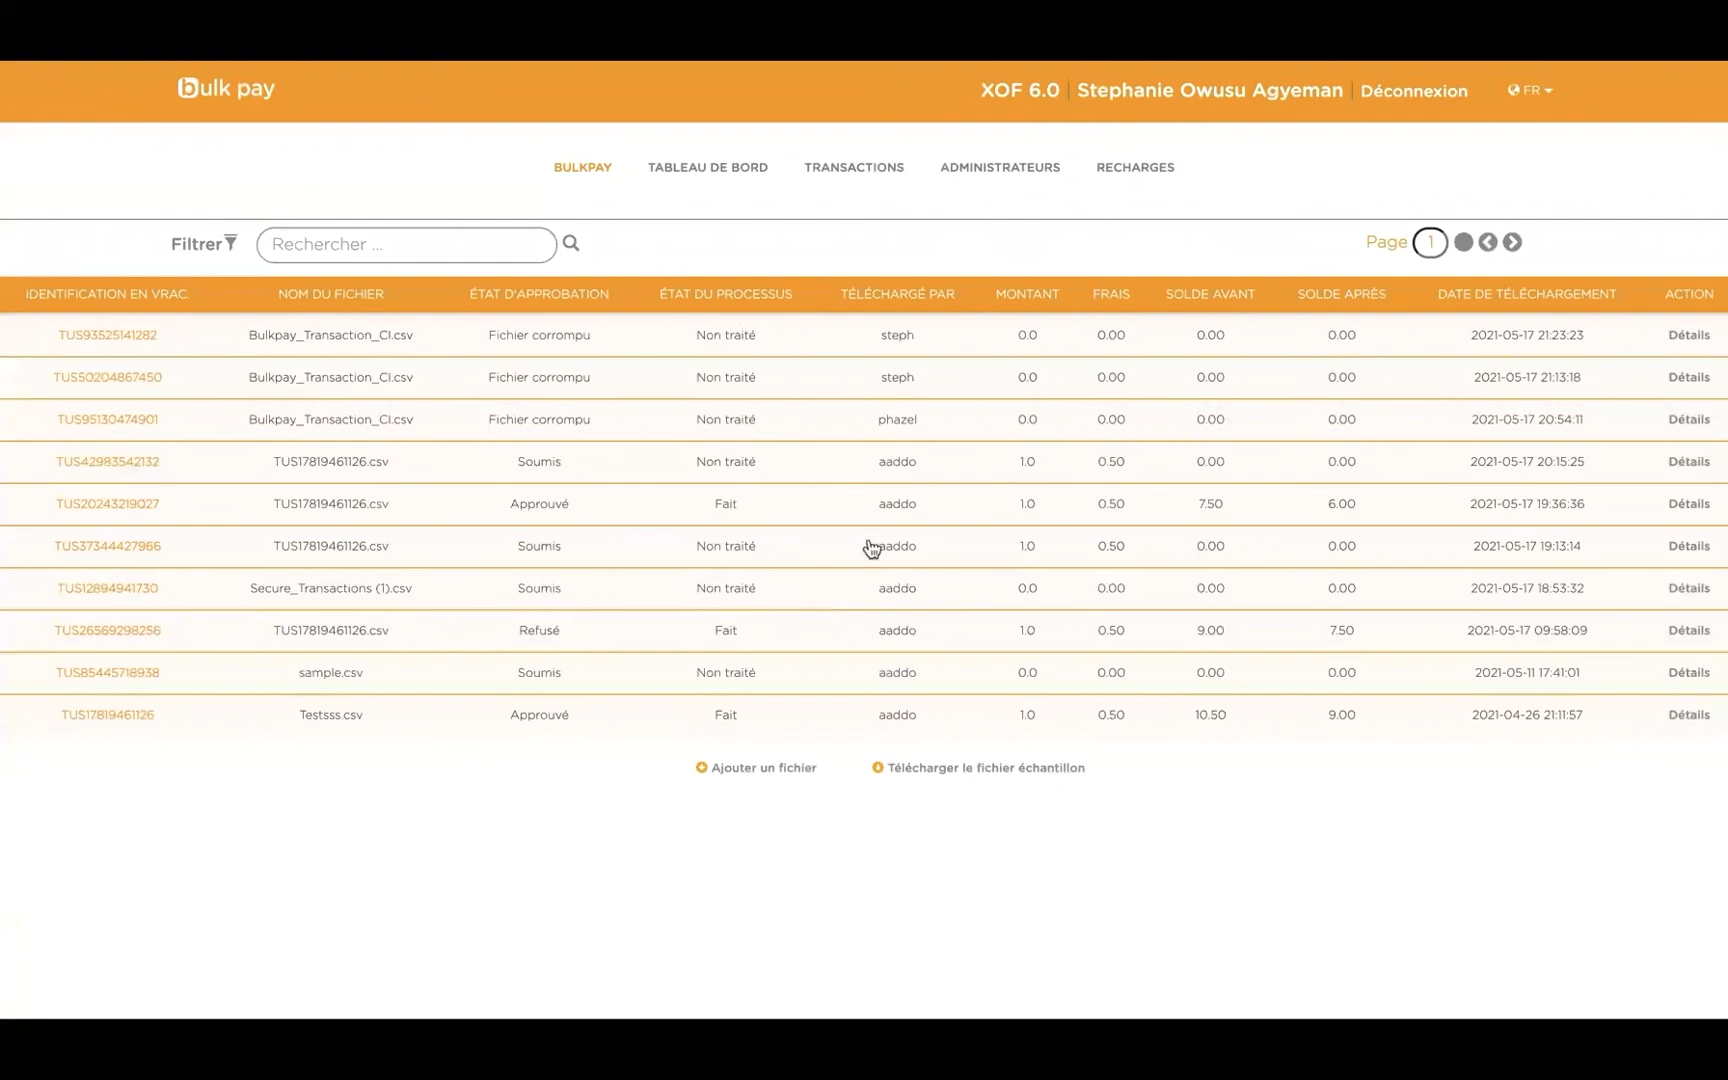 bulk pay
XOF 6.0 | Stephanie Owusu Agyeman | Déconnexion FR
BULKPAY TABLEAU DE BORD TRANSACTIONS ADMINISTRATEURS RECHARGES
Filtrer Rechercher ... Page 1
IDENTIFICATION EN VRAC. NOM DU FICHIER ÉTAT D'APPROBATION ÉTAT DU PROCESSUS TÉLÉCHARGÉ PAR MONTANT FRAIS SOLDE AVANT SOLDE APRÈS DATE DE TÉLÉCHARGEMENT ACTION
TUS93525141282 Bulkpay_Transaction_CI.csv Fichier corrompu Non traité steph 0.0 0.00 0.00 0.00 2021-05-17 21:23:23 Détails
TUS50204867450 Bulkpay_Transaction_CI.csv Fichier corrompu Non traité steph 0.0 0.00 0.00 0.00 2021-05-17 21:13:18 Détails
TUS95130474901 Bulkpay_Transaction_CI.csv Fichier corrompu Non traité phazel 0.0 0.00 0.00 0.00 2021-05-17 20:54:11 Détails
TUS42983542132 TUS17819461126.csv Soumis Non traité aaddo 1.0 0.50 0.00 0.00 2021-05-17 20:15:25 Détails
TUS20243219027 TUS17819461126.csv Approuvé Fait aaddo 1.0 0.50 7.50 6.00 2021-05-17 19:36:36 Détails
TUS37344427966 TUS17819461126.csv Soumis Non traité aaddo 1.0 0.50 0.00 0.00 2021-05-17 19:13:14 Détails
TUS12894941730 Secure_Transactions (1).csv Soumis Non traité aaddo 0.0 0.00 0.00 0.00 2021-05-17 18:53:32 Détails
TUS26569298256 TUS17819461126.csv Refusé Fait aaddo 1.0 0.50 9.00 7.50 2021-05-17 09:58:09 Détails
TUS85445718938 sample.csv Soumis Non traité aaddo 0.0 0.00 0.00 0.00 2021-05-11 17:41:01 Détails
TUS17819461126 Testsss.csv Approuvé Fait aaddo 1.0 0.50 10.50 9.00 2021-04-26 21:11:57 Détails
Ajouter un fichier Télécharger le fichier échantillon